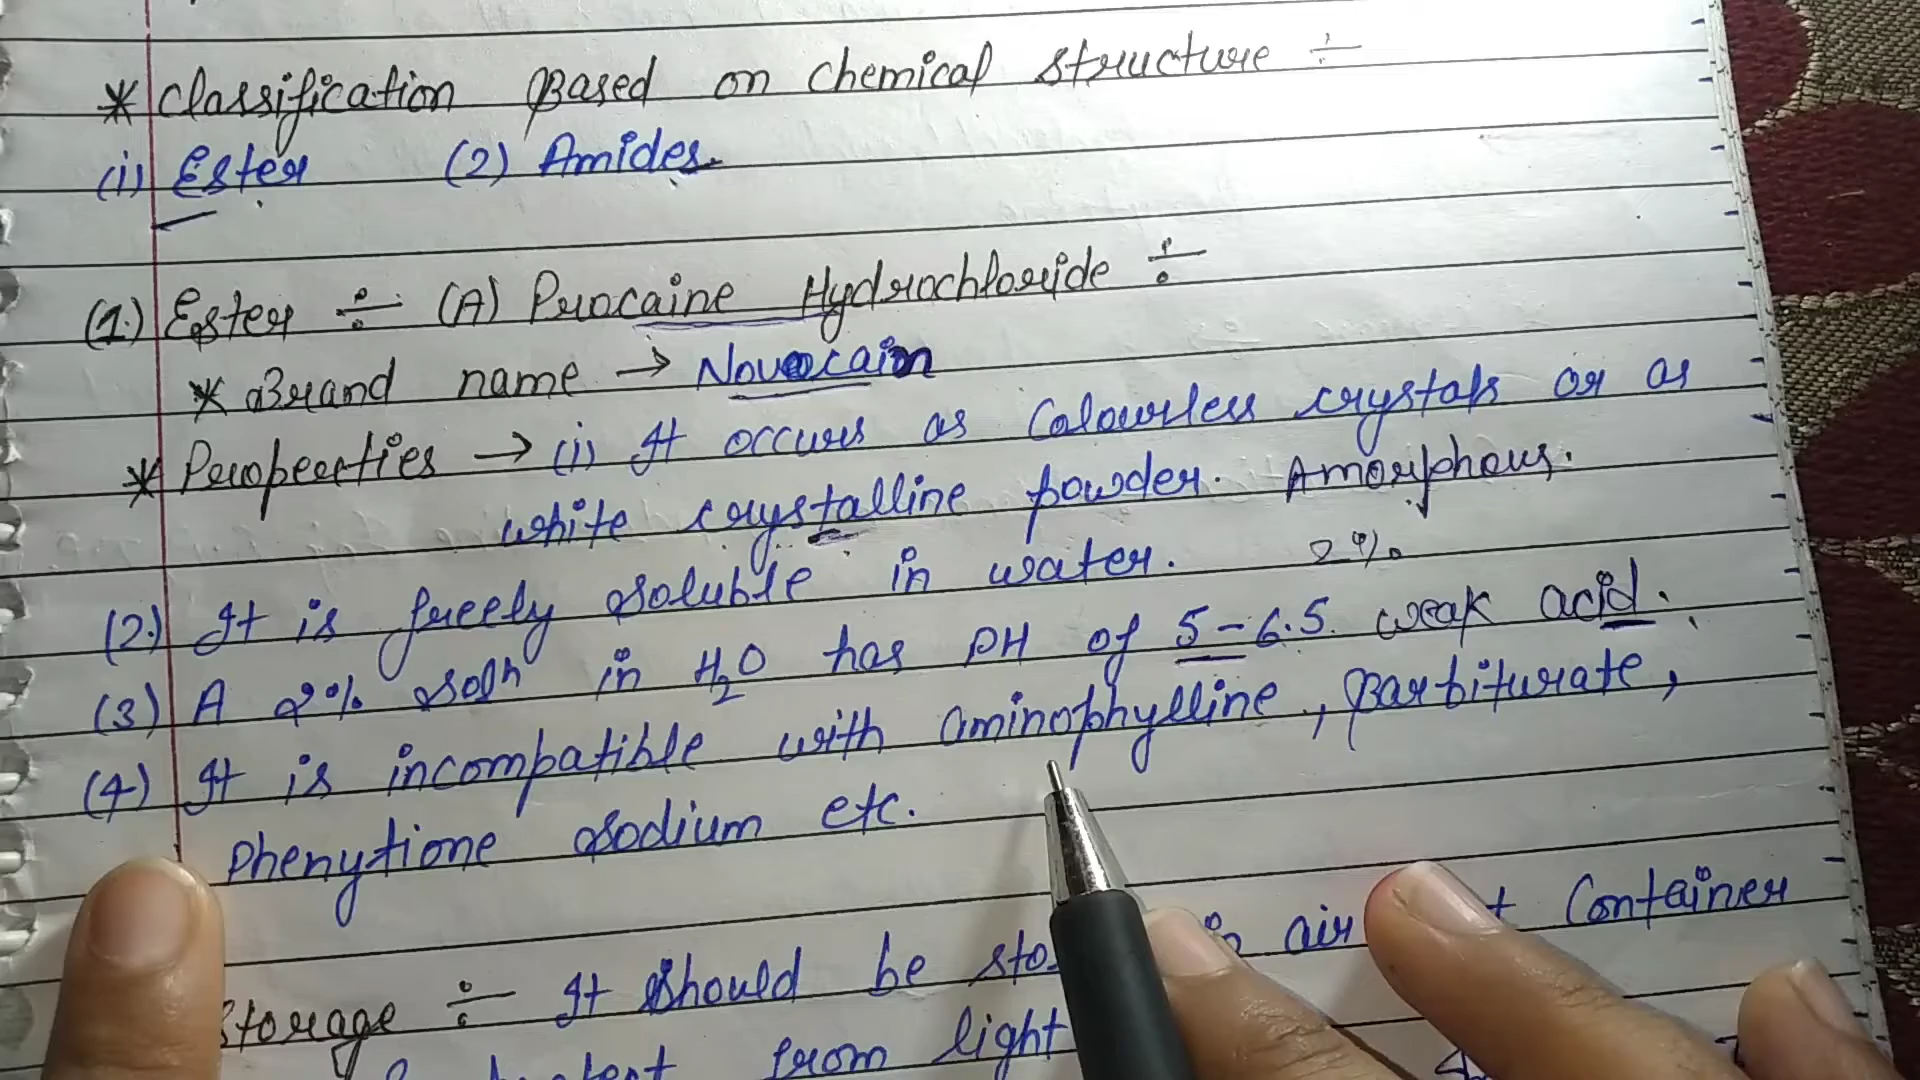 * Classification Based on Chemical structure ÷
(i) Ester (2) Amides.
(1.) Ester ÷ (A) Procaine Hydrochloride ÷
* Brand name → Novocain
* Properties → (i) It occurs as Colourless crystals or as
white crystalline powder. Amorphous.
(2.) It is freely soluble in water. 2%
(3) A 2% soln in H2O has PH of 5-6.5. weak acid.
(4) It is incompatible with aminophylline, Barbiturate,
Phenytione sodium etc.
Storage ÷ It should be air Container
from light